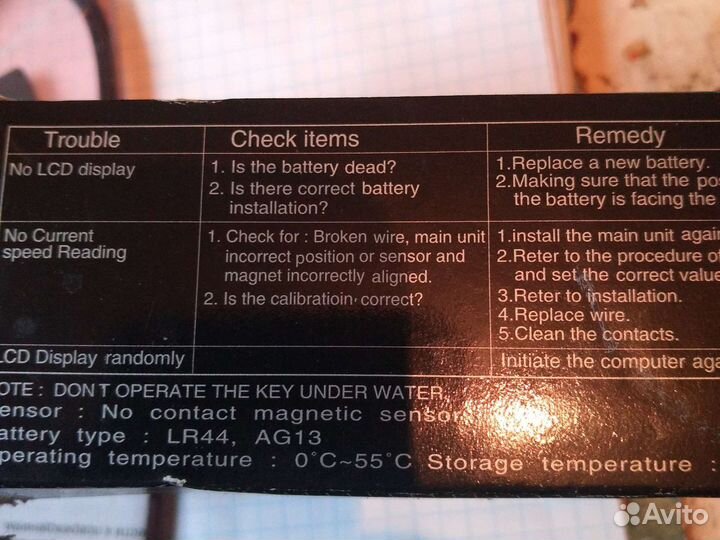 Trouble Check items Remedy
No LCD display
1. Is the battery dead?
2. Is there correct battery
installation?
1.Replace a new battery.
2.Making sure that the pos
the battery is facing the
No Current
speed Reading
1. Check for : Broken wire, main unit
incorrect position or sensor and
magnet incorrectly aligned.
2. Is the calibratioin correct?
1.install the main unit again
2.Reter to the procedure of
and set the correct value
3.Reter to installation.
4.Replace wire.
5.Clean the contacts.
LCD Display randomly
Initiate the computer aga
OTE : DON'T OPERATE THE KEY UNDER WATER
ensor : No contact magnetic sensor
attery type : LR44, AG13
perating temperature : 0°C~55°C Storage temperature :
Avito